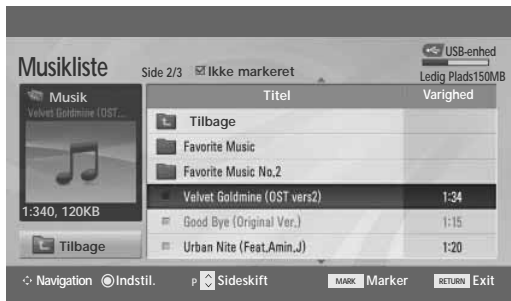 USB-enhed
Musikliste
Side 2/3 Ikke markeret
Ledig Plads150MB
Musik
Velvet Goldmine (OST...
1:340, 120KB
Tilbage
Titel Varighed
Tilbage
Favorite Music
Favorite Music No,2
Velvet Goldmine (OST vers2) 1:34
Good Bye (Original Ver,) 1:15
Urban Nite (Feat,Amin,J) 1:20
Navigation Indstil. P Sideskift MARK Marker RETURN Exit